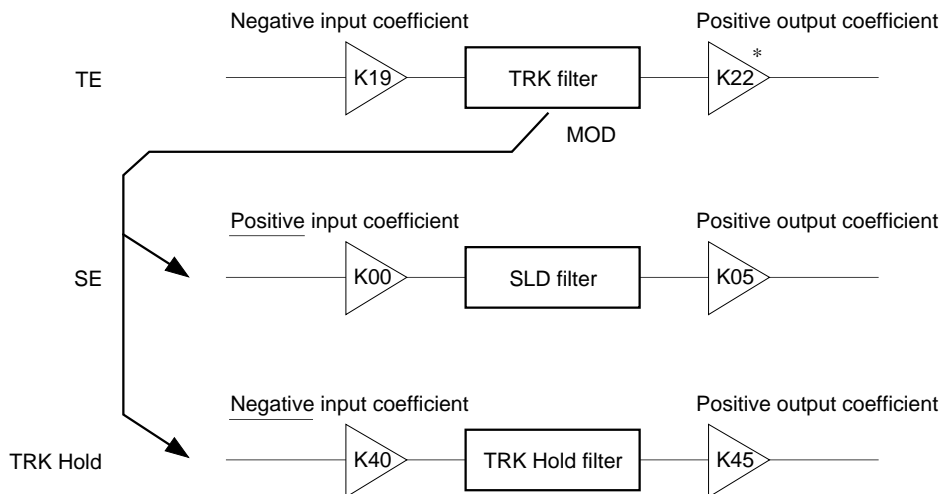 Negative input coefficient Positive output coefficient
TE K19 TRK filter K22 *
MOD
Positive input coefficient Positive output coefficient
SE K00 SLD filter K05
Negative input coefficient Positive output coefficient
TRK Hold K40 TRK Hold filter K45